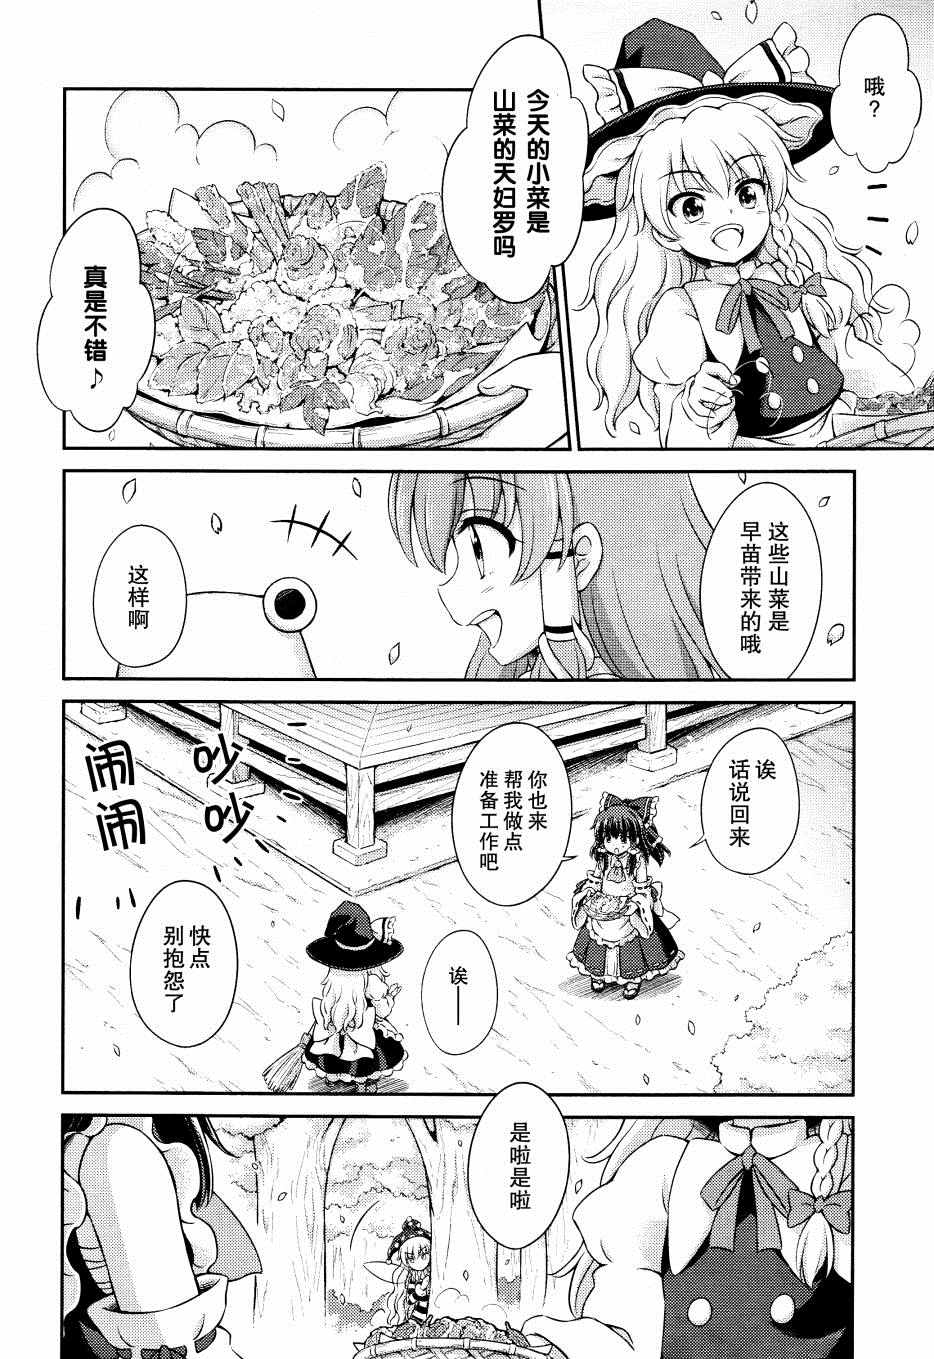 哦？
今天的小菜是
山菜的天妇罗吗
真是不错
♪
这些山菜是
早苗带来的哦
这样啊
诶
话说回来
你也来
帮我做点
准备工作吧
吵吵
闹闹
诶——
快点
别抱怨了
是啦是啦